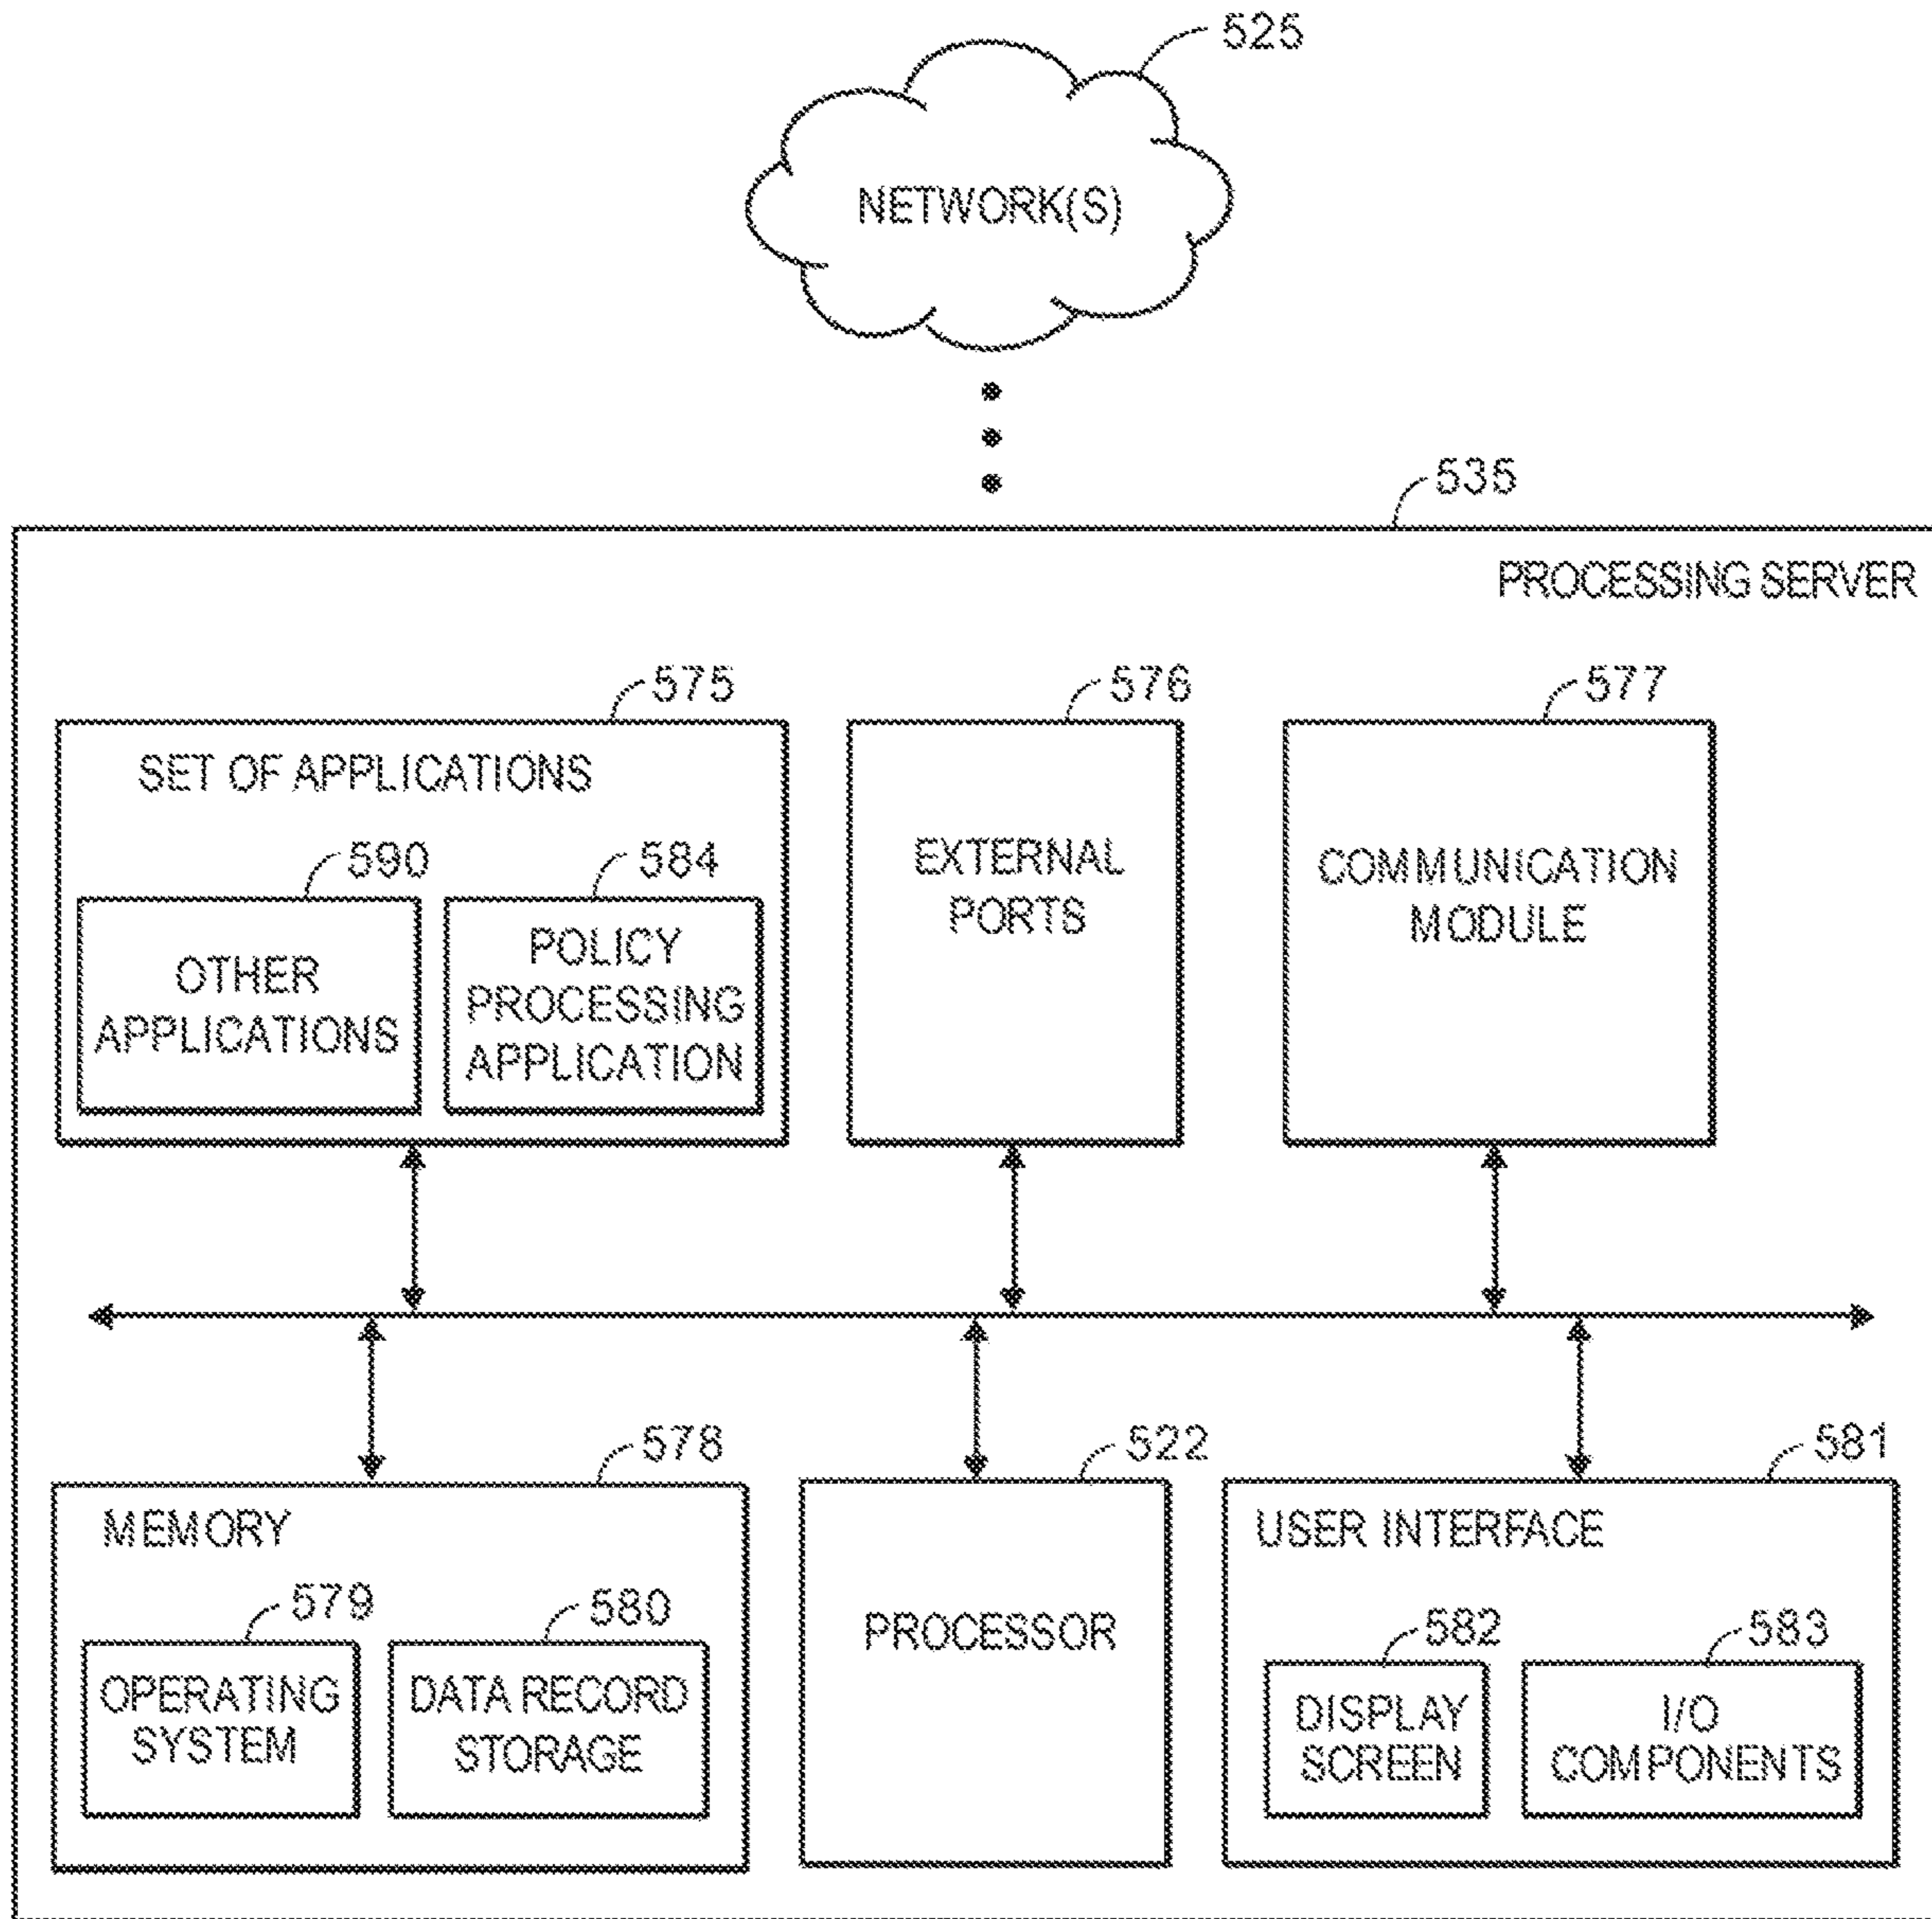 525
NETWORK(S)
535
PROCESSING SERVER
575
576
577
SET OF APPLICATIONS
590
584
EXTERNAL
PORTS
COMMUNICATION
MODULE
OTHER
APPLICATIONS
POLICY
PROCESSING
APPLICATION
578
522
581
MEMORY
579
580
PROCESSOR
USER INTERFACE
582
583
OPERATING
SYSTEM
DATA RECORD
STORAGE
DISPLAY
SCREEN
I/O
COMPONENTS